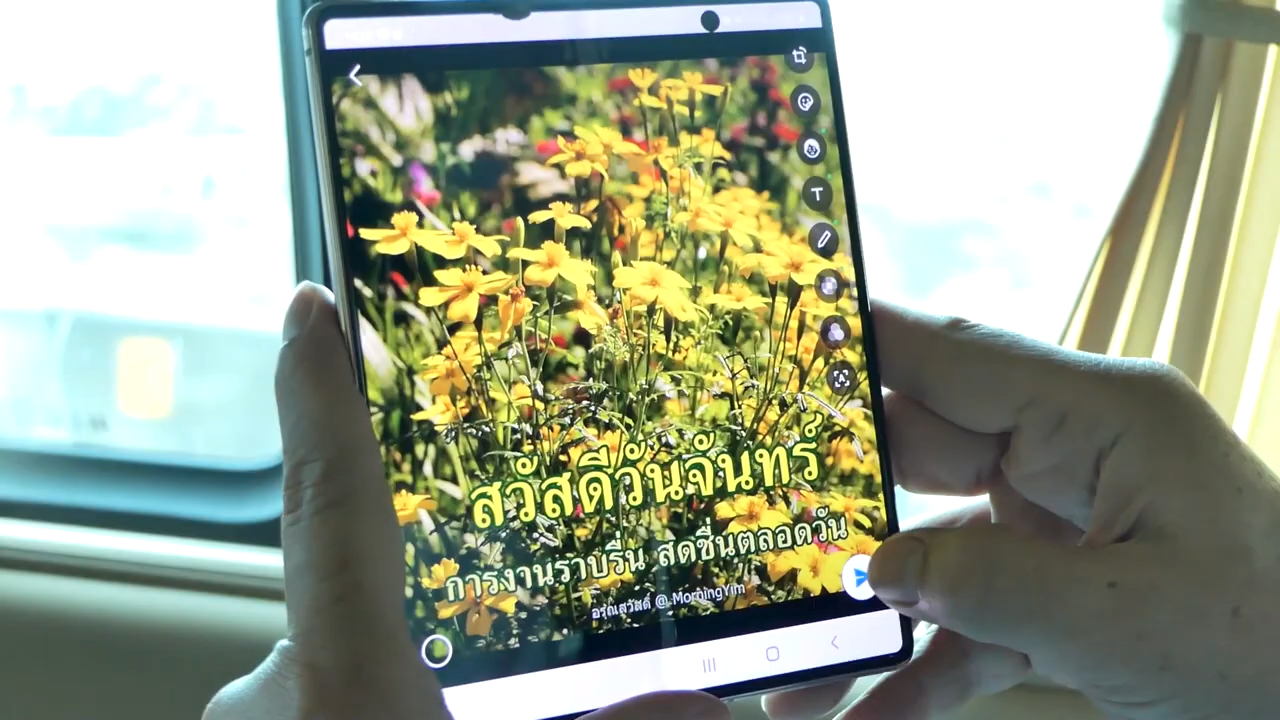 สวัสดีวันจันทร์
การงานราบรื่น สดชื่นตลอดวัน
อรุณสวัสดิ์ @ MorningYim